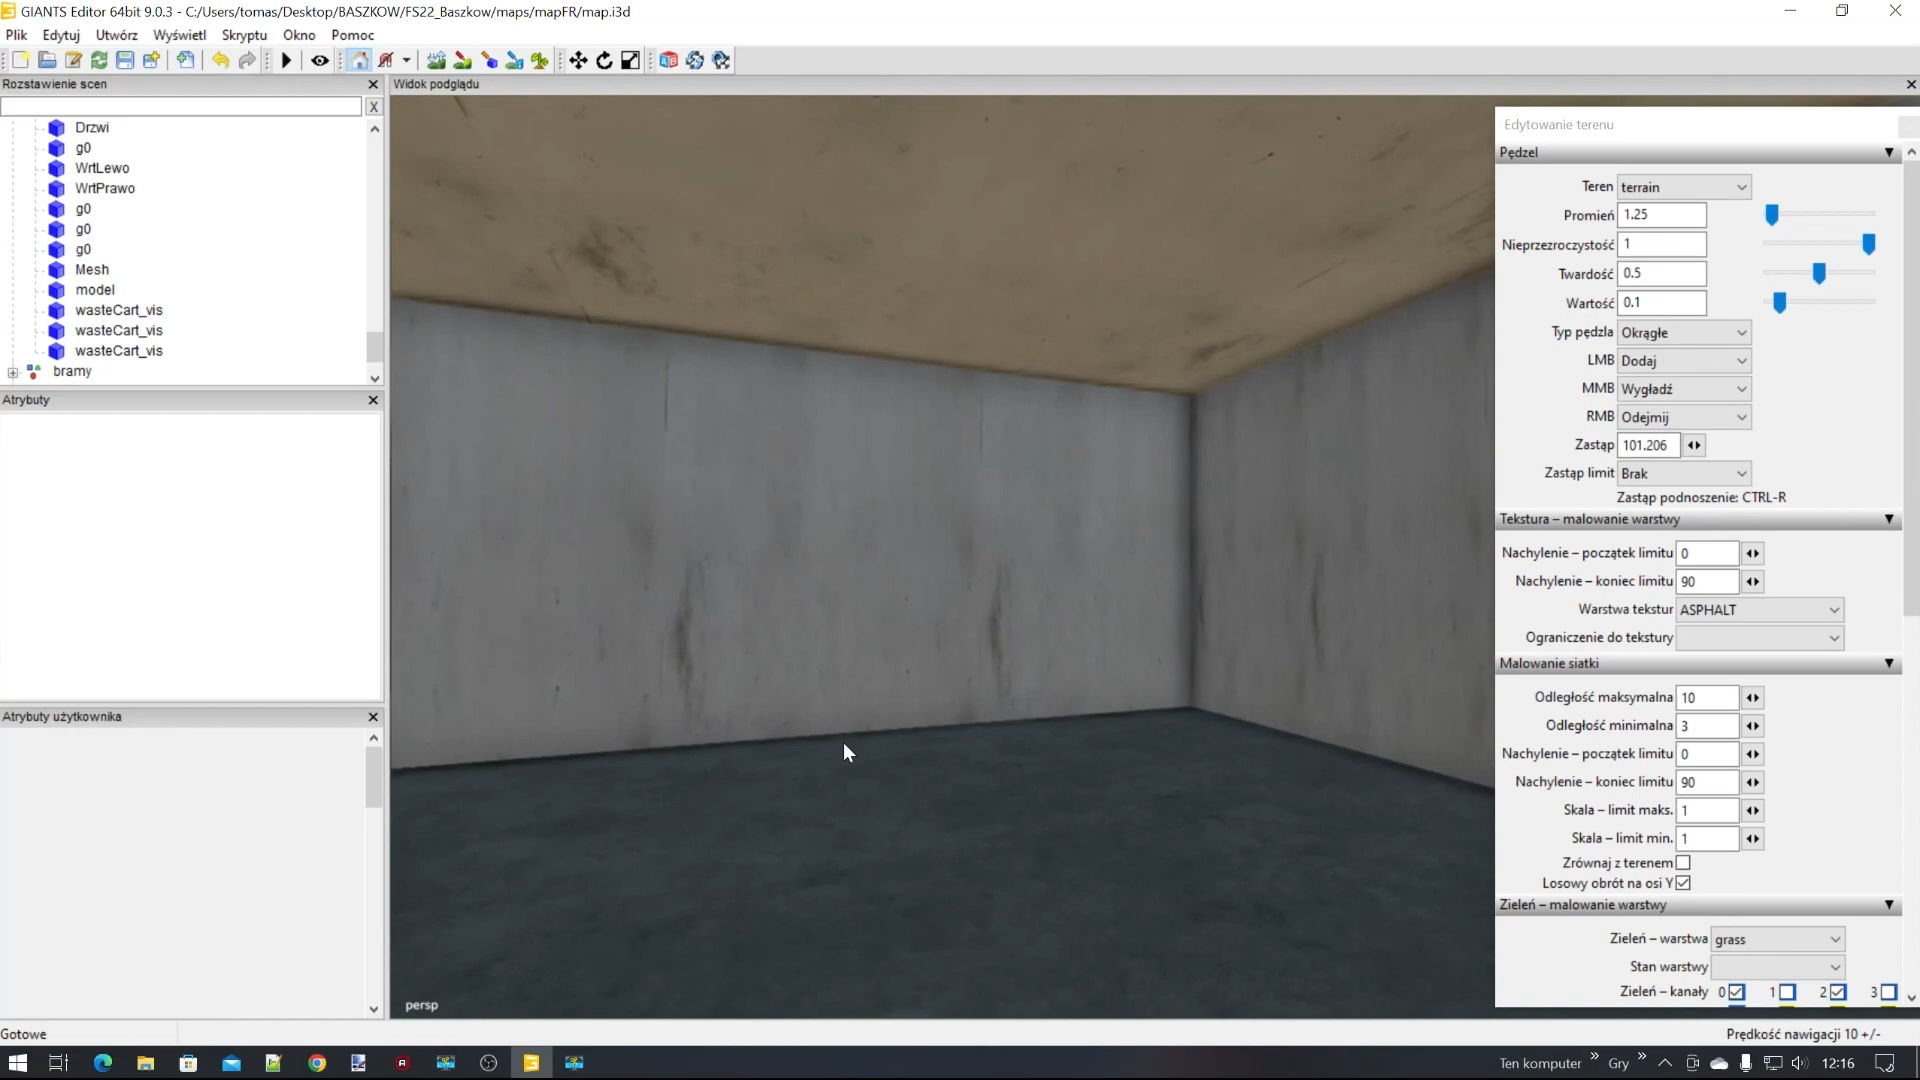 GIANTS Editor 64bit 9.0.3 - C:/Users/tomas/Desktop/BASZKOW/FS22_Baszkow/maps/mapFR/map.i3d
Plik Edytuj Utwórz Wyświetl Skryptu Okno Pomoc
Rozstawienie scen
X
Drzwi
g0
WrtLewo
WrtPrawo
g0
g0
g0
Mesh
model
wasteCart_vis
wasteCart_vis
wasteCart_vis
bramy
Atrybuty
Atrybuty użytkownika
Widok podglądu
persp
Edytowanie terenu
Pędzel
Teren terrain
Promień 1.25
Nieprzezroczystość 1
Twardość 0.5
Wartość 0.1
Typ pędzla Okrągłe
LMB Dodaj
MMB Wygładź
RMB Odejmij
Zastąp 101.206
Zastąp limit Brak
Zastąp podnoszenie: CTRL-R
Tekstura – malowanie warstwy
Nachylenie – początek limitu 0
Nachylenie – koniec limitu 90
Warstwa tekstur ASPHALT
Ograniczenie do tekstury
Malowanie siatki
Odległość maksymalna 10
Odległość minimalna 3
Nachylenie – początek limitu 0
Nachylenie – koniec limitu 90
Skala – limit maks. 1
Skala – limit min. 1
Zrównaj z terenem
Losowy obrót na osi Y
Zieleń – malowanie warstwy
Zieleń – warstwa grass
Stan warstwy
Zieleń – kanały 0 1 2 3
Gotowe
Prędkość nawigacji 10 +/-
Ten komputer » Gry » 12:16